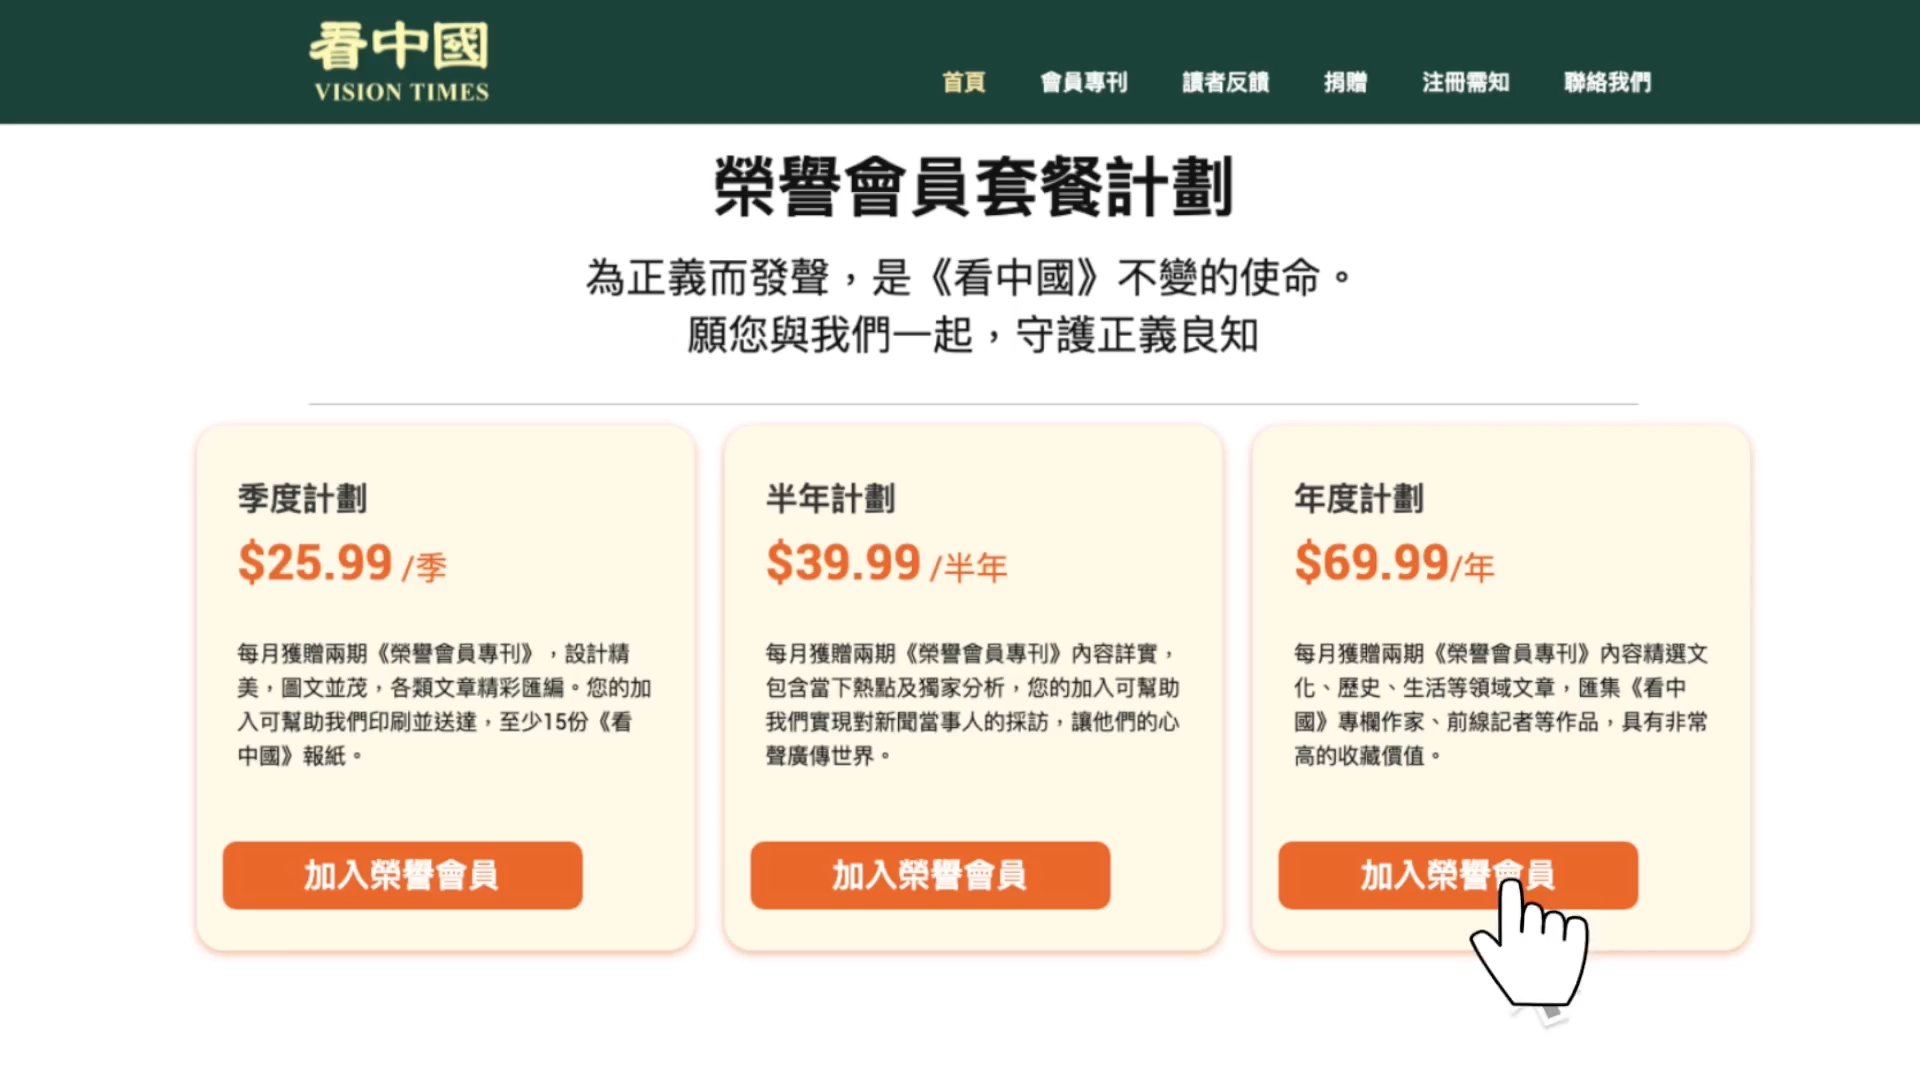 看中國
VISION TIMES
首頁 會員專刊 讀者反饋 捐贈 注冊需知 聯絡我們
榮譽會員套餐計劃
為正義而發聲，是《看中國》不變的使命。
願您與我們一起，守護正義良知
季度計劃
$25.99 /季
每月獲贈兩期《榮譽會員專刊》，設計精
美，圖文並茂，各類文章精彩匯編。您的加
入可幫助我們印刷並送達，至少15份《看
中國》報紙。
加入榮譽會員
半年計劃
$39.99 /半年
每月獲贈兩期《榮譽會員專刊》內容詳實，
包含當下熱點及獨家分析，您的加入可幫助
我們實現對新聞當事人的採訪，讓他們的心
聲廣傳世界。
加入榮譽會員
年度計劃
$69.99/年
每月獲贈兩期《榮譽會員專刊》內容精選文
化、歷史、生活等領域文章，匯集《看中
國》專欄作家、前線記者等作品，具有非常
高的收藏價值。
加入榮譽會員